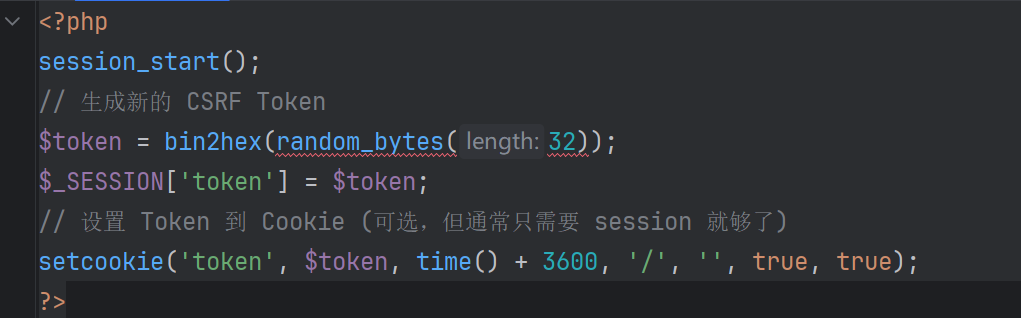 <?php
session_start();
// 生成新的 CSRF Token
$token = bin2hex(random_bytes( length: 32));
$_SESSION['token'] = $token;
// 设置 Token 到 Cookie (可选，但通常只需要 session 就够了)
setcookie('token', $token, time() + 3600, '/', '', true, true);
?>